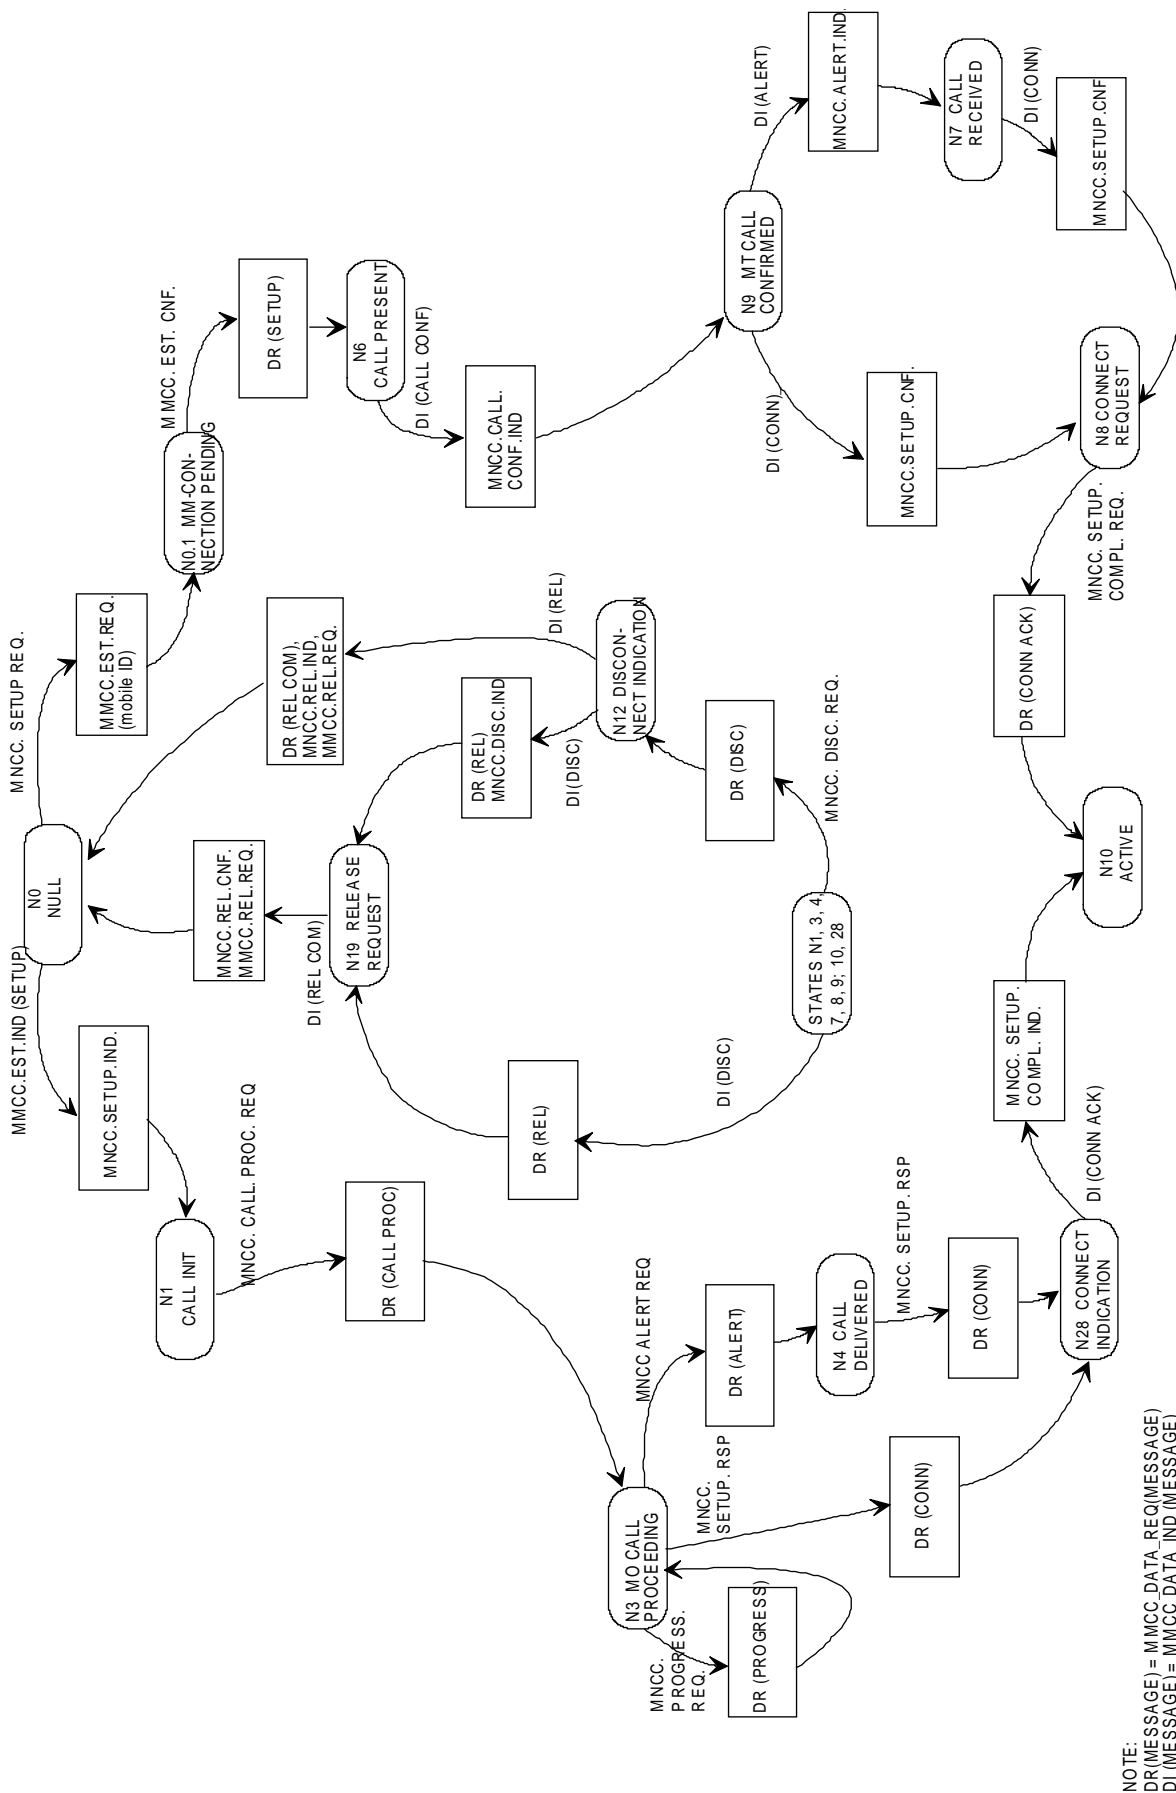 MMCC.EST.IND (SETUP)
N0
NULL
MNCC. SETUP REQ.
MNCC.SETUP.IND.
MMCC.EST.REQ.
(mobile ID)
N1
CALL INIT
MNCC. CALL. PROC. REQ
MNCC.REL.CNF.
MMCC.REL.REQ.
DR (REL COM),
MNCC.REL.IND,
MMCC.REL.REQ.
N0.1 MM-CON-
NECTION PENDING
MMCC. EST. CNF.
DR (SETUP)
DR (CALL PROC)
DI (REL COM)
N19 RELEASE
REQUEST
N6
CALL PRESENT
DI (CALL CONF)
DR (REL)
MNCC.DISC.IND
MNCC.CALL.
CONF.IND
DR (REL)
DI(DISC)
DI (REL)
N12 DISCON-
NECT INDICATION
N3 MO CALL
PROCEEDING
MNCC ALERT REQ
MNCC.
PROGRESS.
REQ.
MNCC.
SETUP. RSP
DI (DISC)
DR (DISC)
MNCC. DISC. REQ.
N9 MT CALL
CONFIRMED
DI (ALERT)
DR (PROGRESS)
DR (ALERT)
STATES N1, 3, 4,
7, 8, 9; 10, 28
DI (CONN)
MNCC.ALERT.IND.
N4 CALL
DELIVERED
MNCC. SETUP. RSP
MNCC.SETUP.CNF.
N7 CALL
RECEIVED
DI (CONN)
DR (CONN)
DR (CONN)
MNCC. SETUP.
COMPL. IND.
DR (CONN ACK)
MNCC.SETUP.CNF
N28 CONNECT
INDICATION
DI (CONN ACK)
N10
ACTIVE
MNCC. SETUP.
COMPL. REQ.
N8 CONNECT
REQUEST
NOTE:
DR(MESSAGE) = MMCC_DATA_REQ(MESSAGE)
DI (MESSAGE) = MMCC_DATA_IND (MESSAGE)